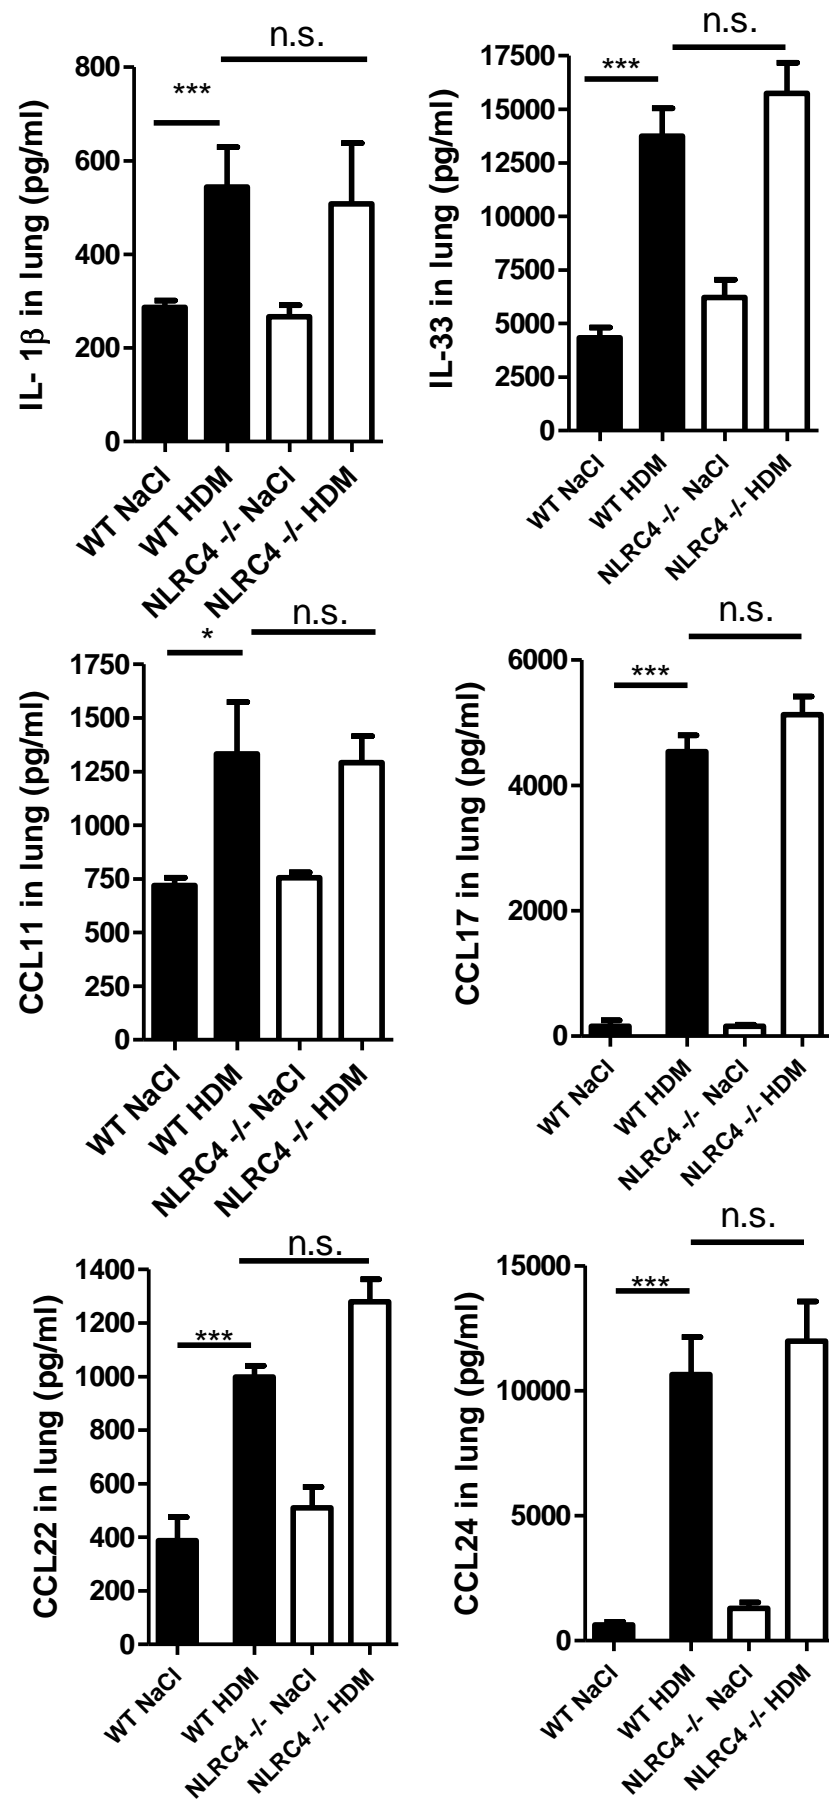 n.s.
***
800
600
400
200
0
IL- 1β in lung (pg/ml)
WT NaCl
WT HDM
NLRC4 -/- NaCl
NLRC4 -/- HDM
n.s.
***
17500
15000
12500
10000
7500
5000
2500
0
IL-33 in lung (pg/ml)
WT NaCl
WT HDM
NLRC4 -/- NaCl
NLRC4 -/- HDM
n.s.
*
1750
1500
1250
1000
750
500
250
0
CCL11 in lung (pg/ml)
WT NaCl
WT HDM
NLRC4 -/- NaCl
NLRC4 -/- HDM
n.s.
***
6000
4000
2000
0
CCL17 in lung (pg/ml)
WT NaCl
WT HDM
NLRC4 -/- NaCl
NLRC4 -/- HDM
n.s.
***
1400
1200
1000
800
600
400
200
0
CCL22 in lung (pg/ml)
WT NaCl
WT HDM
NLRC4 -/- NaCl
NLRC4 -/- HDM
n.s.
***
15000
10000
5000
0
CCL24 in lung (pg/ml)
WT NaCl
WT HDM
NLRC4 -/- NaCl
NLRC4 -/- HDM